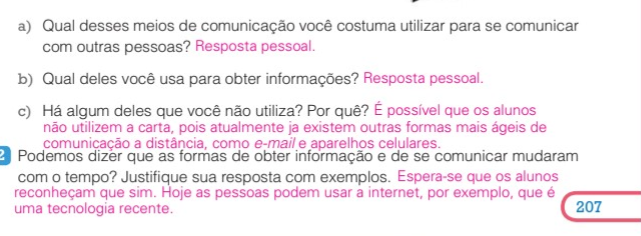 a) Qual desses meios de comunicação você costuma utilizar para se comunicar
com outras pessoas? Resposta pessoal.
b) Qual deles você usa para obter informações? Resposta pessoal.
c) Há algum deles que você não utiliza? Por quê? É possível que os alunos
não utilizem a carta, pois atualmente ja existem outras formas mais ágeis de
comunicação a distância, como e-mail e aparelhos celulares.
2 Podemos dizer que as formas de obter informação e de se comunicar mudaram
com o tempo? Justifique sua resposta com exemplos. Espera-se que os alunos
reconheçam que sim. Hoje as pessoas podem usar a internet, por exemplo, que é
uma tecnologia recente.
207